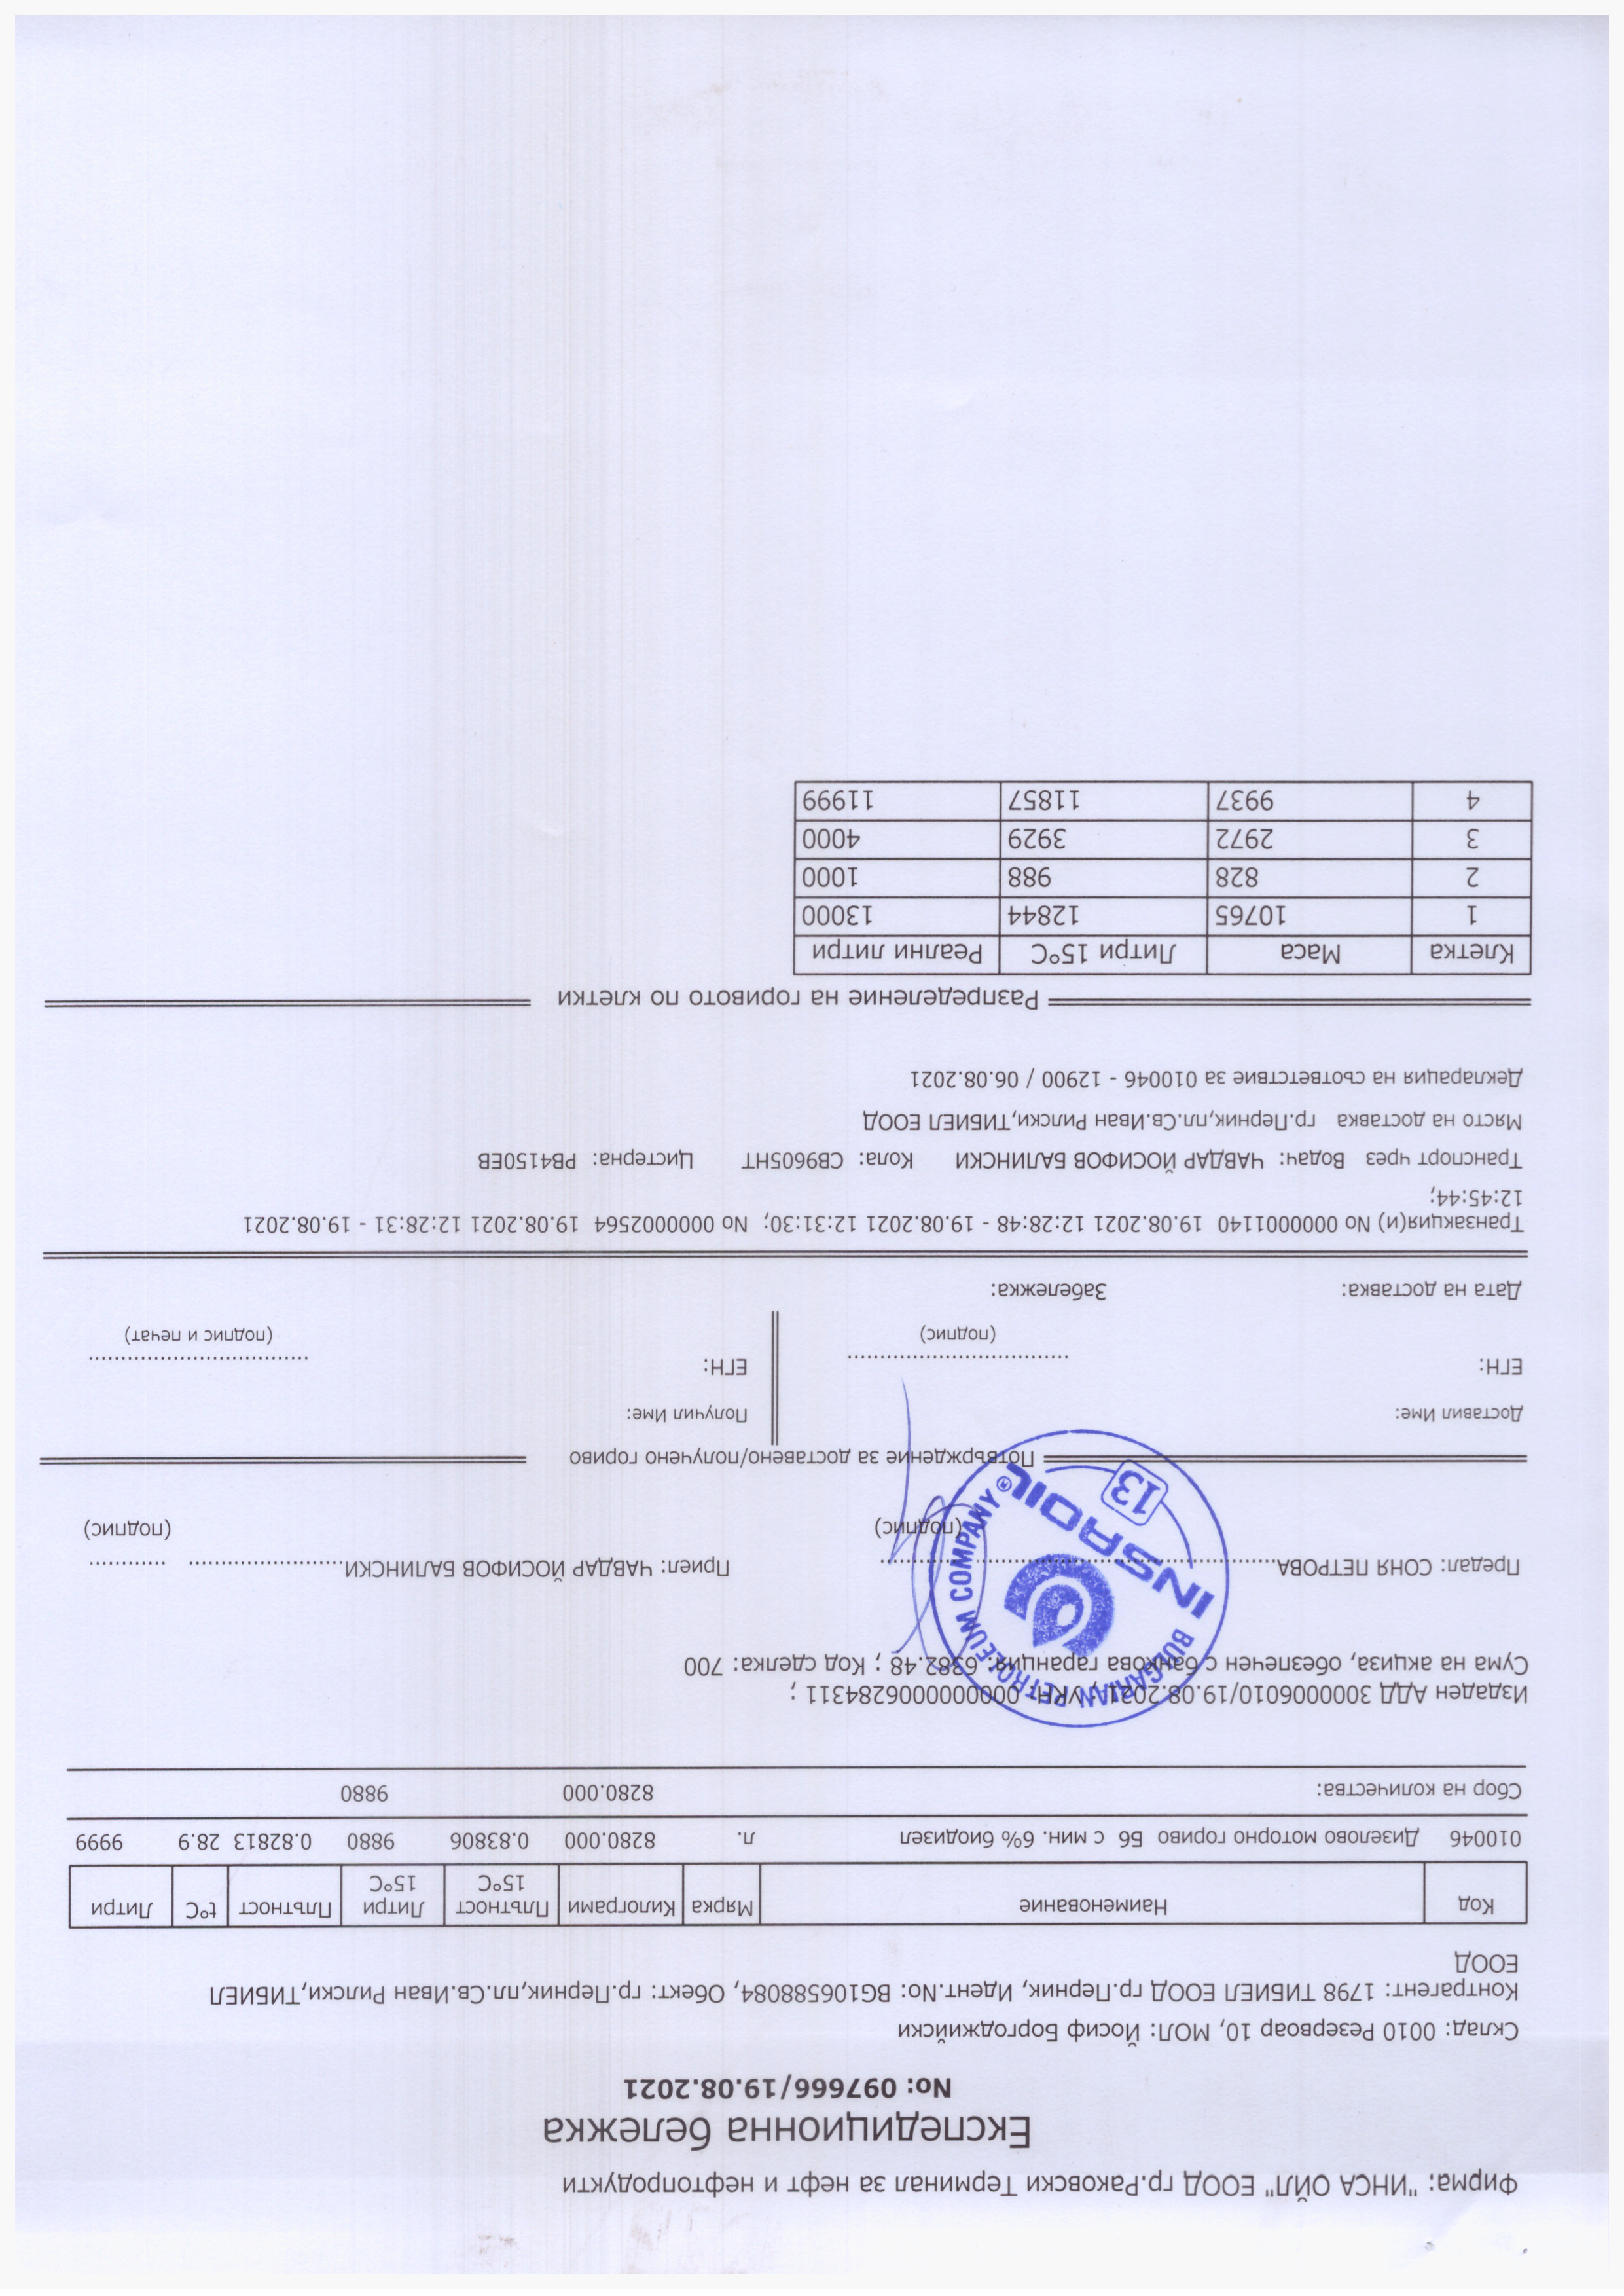 Фирма: "ИНСА ОЙЛ" ЕООД гр.Раковски Терминал за нефт и нефтопродукти
Експедиционна бележка
No: 097666/19.08.2021
Склад: 0010 Резервоар 10, МОЛ: Йосиф Боргоджийски
Контрагент: 1798 ТИБИЕЛ ЕООД гр.Перник, Идент.No: BG106588084, Обект: гр.Перник,пл.Св.Иван Рилски,ТИБИЕЛ
ЕООД
Код Наименование Мярка Килограми Плътност 15°C Литри 15°C Плътност t°C Литри
010046 Дизелово моторно гориво Б6 с мин. 6% биодизел л. 8280.000 0.83806 9880 0.82813 28.9 9999
Сбор на количества: 8280.000 9880
Издаден АДД 3000006010/19.08.2021 ; УКН: 0000000006284311 ;
Сума на акциза, обезпечен с банкова гаранция: 6382.48 ; Код сделка: 700
BULGARIAN PETROLEUM COMPANY ®
INSAOIL
13
Предал: СОНЯ ПЕТРОВА Приел: ЧАВДАР ЙОСИФОВ БАЛИНСКИ
(подпис) (подпис)
Потвърждение за доставено/получено гориво
Доставил Име: Получил Име:
ЕГН: ЕГН:
(подпис) (подпис и печат)
Дата на доставка: Забележка:
Транзакция(и) No 0000001140 19.08.2021 12:28:48 - 19.08.2021 12:31:30; No 0000002564 19.08.2021 12:28:31 - 19.08.2021
12:45:44;
Транспорт чрез Водач: ЧАВДАР ЙОСИФОВ БАЛИНСКИ Кола: СВ9605НТ Цистерна: РВ4150ЕВ
Място на доставка гр.Перник,пл.Св.Иван Рилски,ТИБИЕЛ ЕООД
Декларация на съответствие за 010046 - 12900 / 06.08.2021
Разпределение на горивото по клетки
Клетка Маса Литри 15°C Реални литри
1 10765 12844 13000
2 828 988 1000
3 2972 3929 4000
4 9937 11857 11999